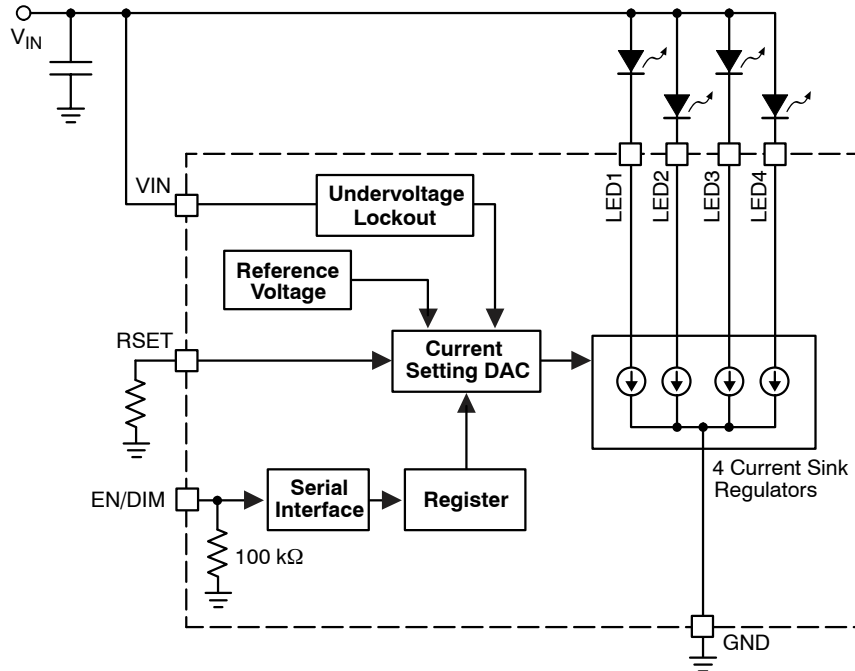 V_IN
VIN
Undervoltage
Lockout
LED1
LED2
LED3
LED4
Reference
Voltage
RSET
Current
Setting DAC
4 Current Sink
Regulators
EN/DIM
Serial
Interface
Register
100 kΩ
GND